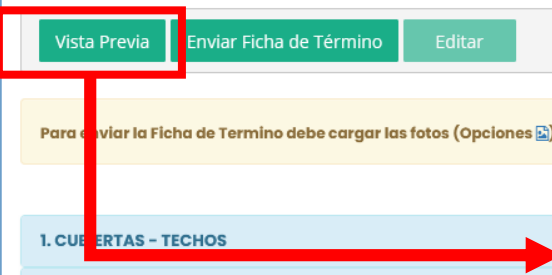 Vista Previa
Enviar Ficha de Término
Editar
Para enviar la Ficha de Termino debe cargar las fotos (Opciones )
1. CUBIERTAS - TECHOS